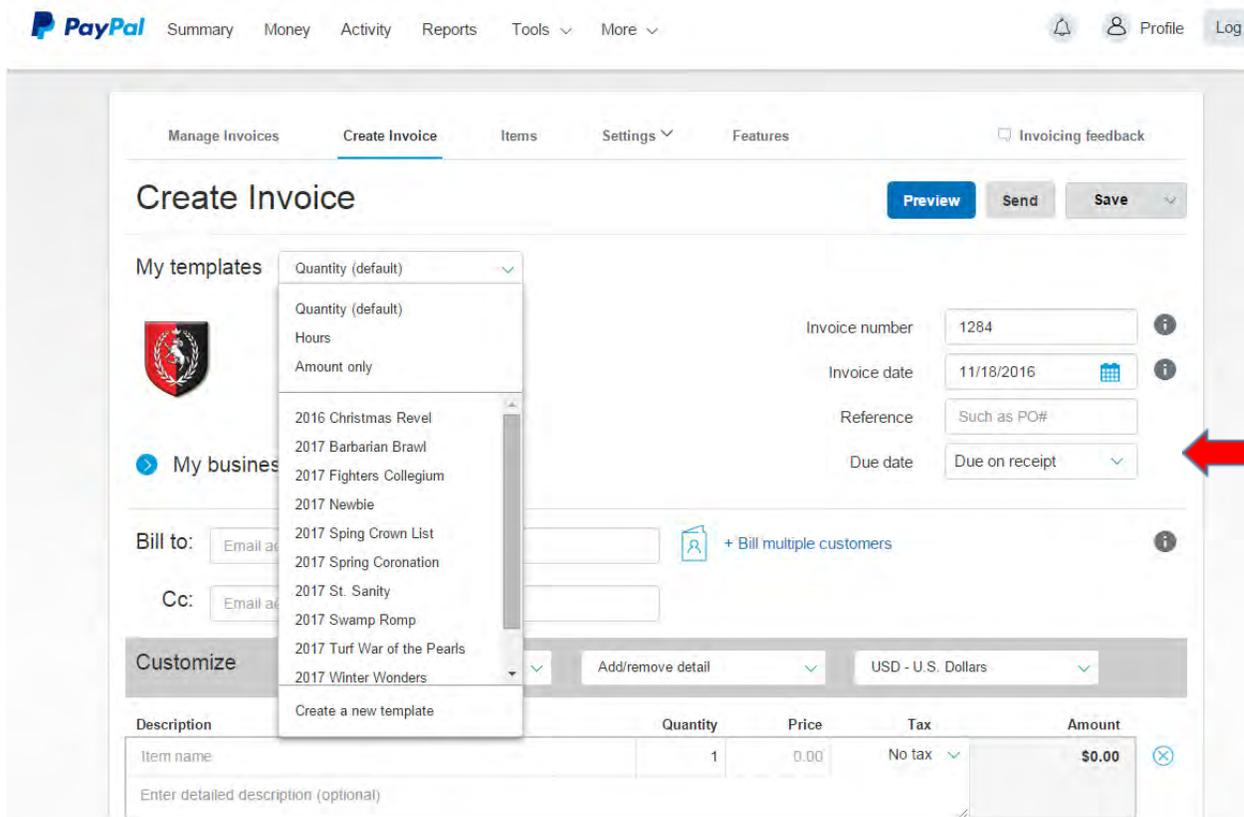 PayPal Summary Money Activity Reports Tools More Profile Log
Manage Invoices Create Invoice Items Settings Features Invoicing feedback
Create Invoice Preview Send Save
My templates Quantity (default)
Quantity (default)
Hours
Amount only
2016 Christmas Revel
2017 Barbarian Brawl
2017 Fighters Collegium
2017 Newbie
2017 Sping Crown List
2017 Spring Coronation
2017 St. Sanity
2017 Swamp Romp
2017 Turf War of the Pearls
2017 Winter Wonders
Create a new template
Invoice number 1284
Invoice date 11/18/2016
Reference Such as PO#
Due date Due on receipt
My busines
Bill to: Email a + Bill multiple customers
Cc: Email a
Customize Add/remove detail USD - U.S. Dollars
Description Quantity Price Tax Amount
Item name 1 0.00 No tax $0.00
Enter detailed description (optional)